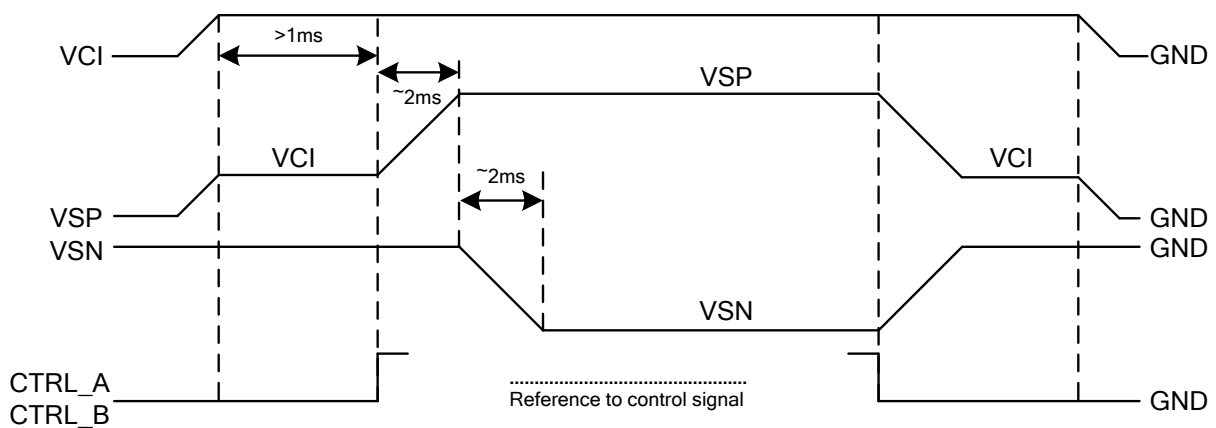 VCI
>1ms
GND
~2ms
VSP
VCI
VCI
~2ms
VSP
GND
VSN
GND
VSN
CTRL_A
CTRL_B
Reference to control signal
GND